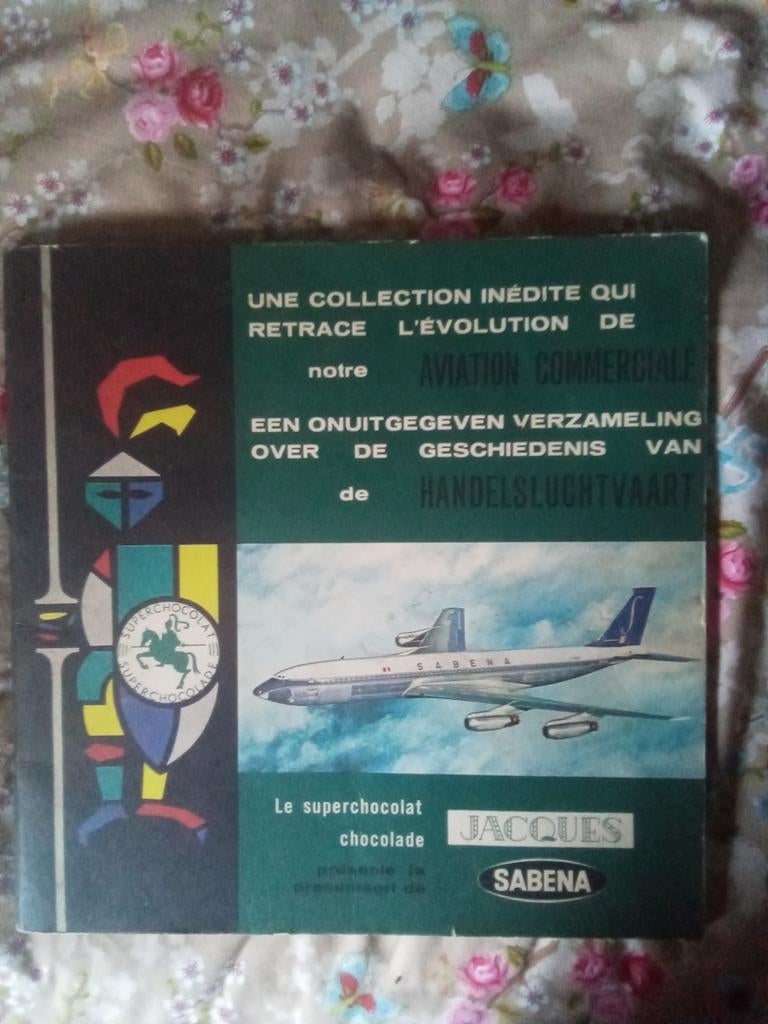 UNE COLLECTION INÉDITE QUI
RETRACE L'ÉVOLUTION DE
notre AVIATION COMMERCIALE
EEN ONUITGEGEVEN VERZAMELING
OVER DE GESCHIEDENIS VAN
de HANDELSLUCHTVAART
SUPERCHOCOLAT
SUPERCHOCOLADE
SABENA
Le superchocolat
chocolade
JACQUES
présente la
presenteert de
SABENA